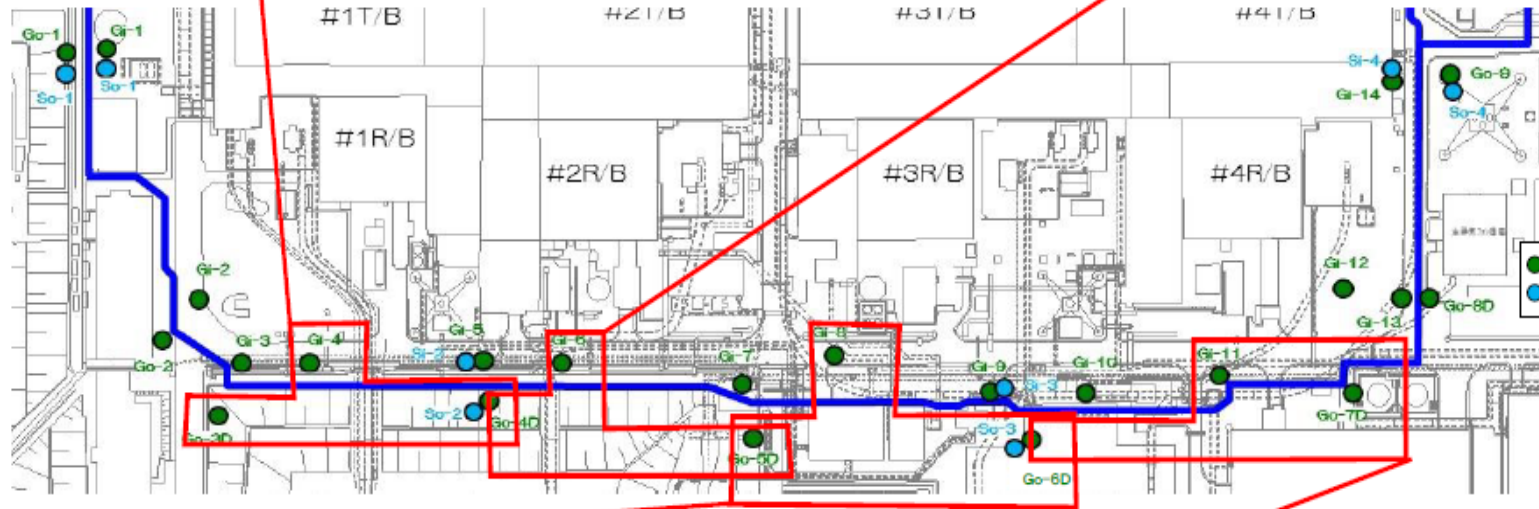 #1T/B
#2T/B
#3T/B
#4T/B
Go-1
Gi-1
So-1
So-1
Si-4
Gi-14
Go-9
So-4
#1R/B
#2R/B
#3R/B
#4R/B
Gi-2
Gi-12
Gi-13
Go-8D
Go-2
Gi-3
Gi-4
Gi-5
Si-2
Gi-6
Gi-7
Gi-8
Gi-9
Si-3
Gi-10
Gi-11
Go-3D
So-2
Go-4D
Go-5D
So-3
Go-6D
Go-7D